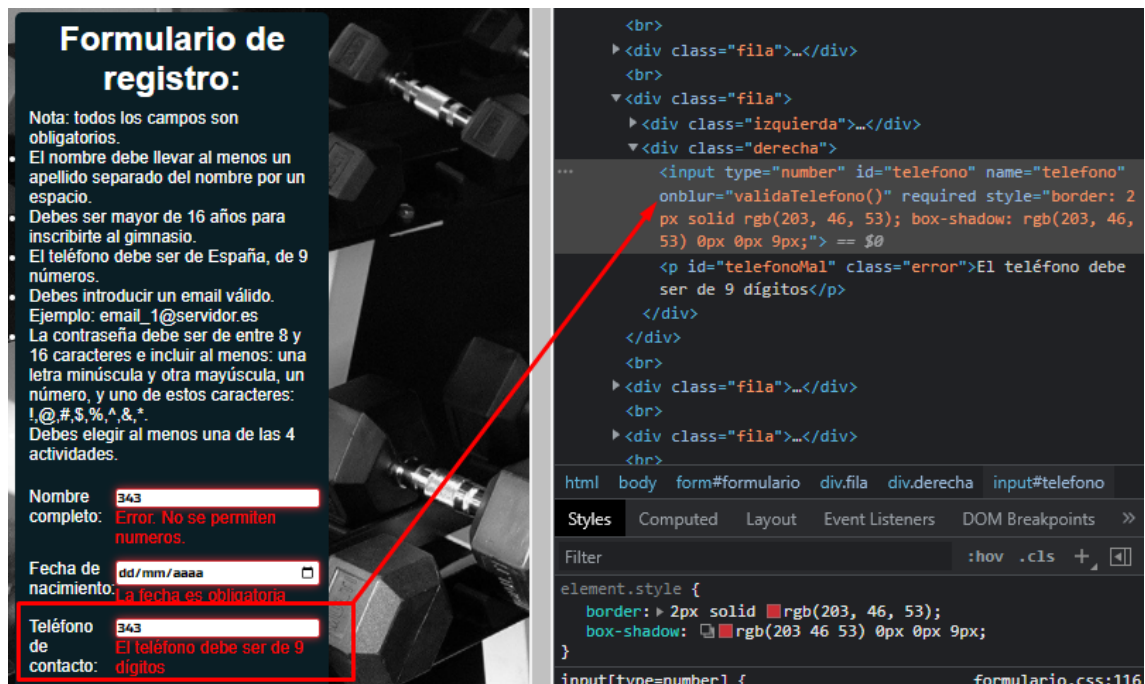 Formulario de
registro:
Nota: todos los campos son
obligatorios.
El nombre debe llevar al menos un
apellido separado del nombre por un
espacio.
Debes ser mayor de 16 años para
inscribirte al gimnasio.
El teléfono debe ser de España, de 9
números.
Debes introducir un email válido.
Ejemplo: email_1@servidor.es
La contraseña debe ser de entre 8 y
16 caracteres e incluir al menos: una
letra minúscula y otra mayúscula, un
número, y uno de estos caracteres:
!,@,#,$,%,^,&,*.
Debes elegir al menos una de las 4
actividades.
Nombre
completo:
343
Error. No se permiten
numeros.
Fecha de
nacimiento:
dd/mm/aaaa
La fecha es obligatoria
Teléfono
de
contacto:
343
El teléfono debe ser de 9
dígitos
<br>
<div class="fila">…</div>
<br>
<div class="fila">
<div class="izquierda">…</div>
<div class="derecha">
<input type="number" id="telefono" name="telefono"
onblur="validaTelefono()" required style="border: 2
px solid rgb(203, 46, 53); box-shadow: rgb(203, 46,
53) 0px 0px 9px;"> == $0
<p id="telefonoMal" class="error">El teléfono debe
ser de 9 dígitos</p>
</div>
</div>
<br>
<div class="fila">…</div>
<br>
<div class="fila">…</div>
<br>
html body form#formulario div.fila div.derecha input#telefono
Styles Computed Layout Event Listeners DOM Breakpoints »
Filter :hov .cls +
element.style {
border: 2px solid rgb(203, 46, 53);
box-shadow: rgb(203 46 53) 0px 0px 9px;
}
input[type=number] { formulario.css:116